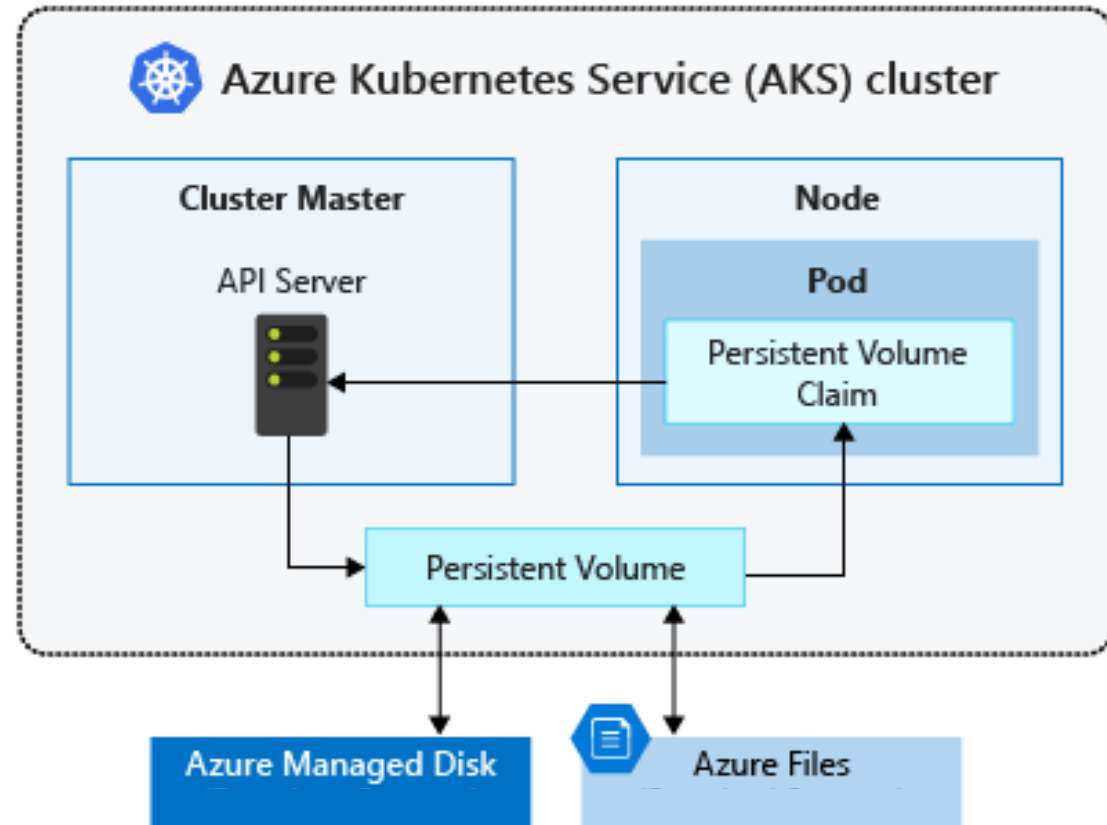 Azure Kubernetes Service (AKS) cluster
Cluster Master
API Server
Node
Pod
Persistent Volume
Claim
Persistent Volume
Azure Managed Disk
Azure Files